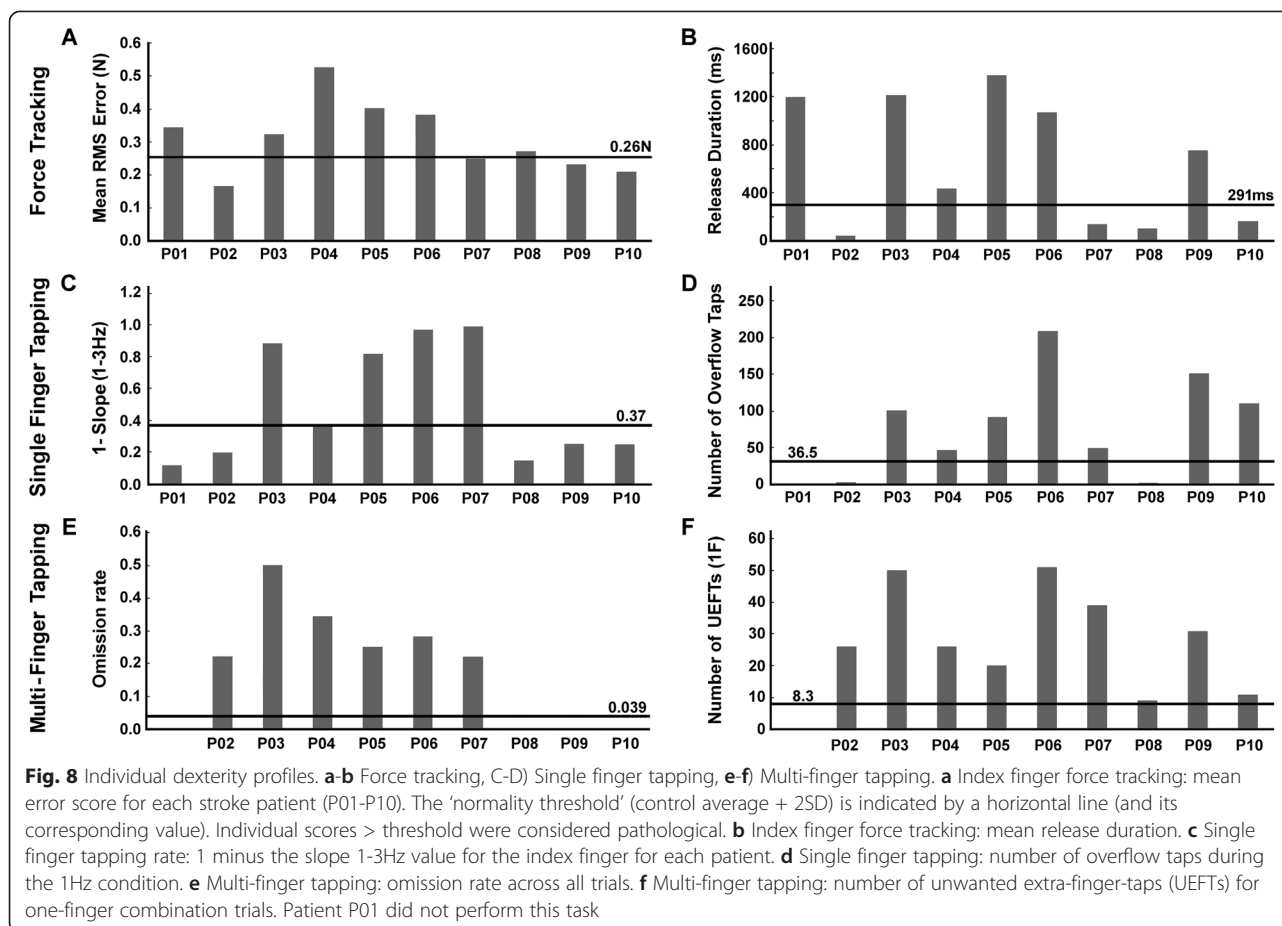 Force Tracking
A
Mean RMS Error (N)
0.6
0.5
0.4
0.3
0.2
0.1
0.0
0.26N
P01 P02 P03 P04 P05 P06 P07 P08 P09 P10
B
Release Duration (ms)
1600
1200
800
400
0
291ms
P01 P02 P03 P04 P05 P06 P07 P08 P09 P10
Single Finger Tapping
C
1- Slope (1-3Hz)
1.2
1.0
0.8
0.6
0.4
0.2
0.0
0.37
P01 P02 P03 P04 P05 P06 P07 P08 P09 P10
D
Number of Overflow Taps
250
200
150
100
50
0
36.5
P01 P02 P03 P04 P05 P06 P07 P08 P09 P10
Multi-Finger Tapping
E
Omission rate
0.6
0.5
0.4
0.3
0.2
0.1
0.0
0.039
P02 P03 P04 P05 P06 P07 P08 P09 P10
F
Number of UEFTs (1F)
60
50
40
30
20
10
0
8.3
P02 P03 P04 P05 P06 P07 P08 P09 P10
Fig. 8 Individual dexterity profiles. a-b Force tracking, C-D) Single finger tapping, e-f) Multi-finger tapping. a Index finger force tracking: mean
error score for each stroke patient (P01-P10). The ‘normality threshold’ (control average + 2SD) is indicated by a horizontal line (and its
corresponding value). Individual scores > threshold were considered pathological. b Index finger force tracking: mean release duration. c Single
finger tapping rate: 1 minus the slope 1-3Hz value for the index finger for each patient. d Single finger tapping: number of overflow taps during
the 1Hz condition. e Multi-finger tapping: omission rate across all trials. f Multi-finger tapping: number of unwanted extra-finger-taps (UEFTs) for
one-finger combination trials. Patient P01 did not perform this task